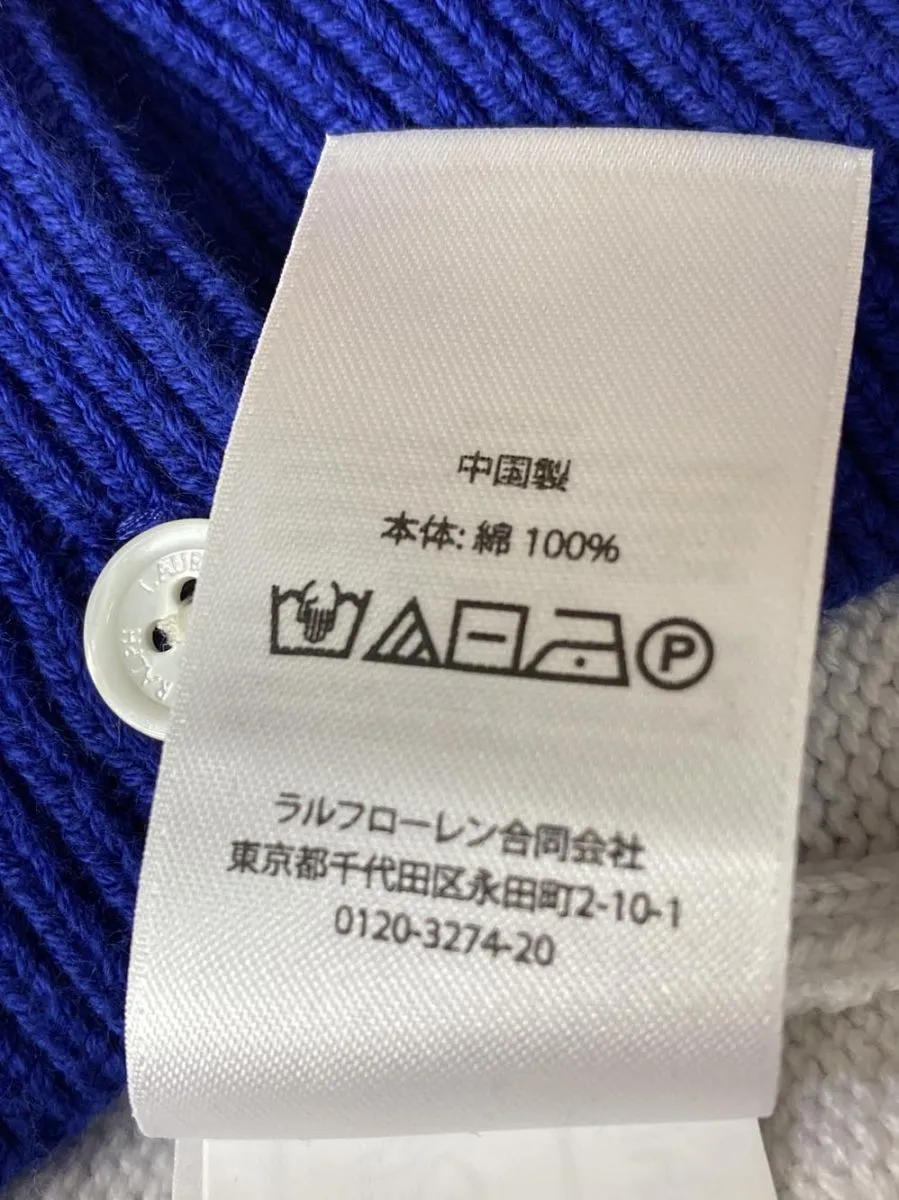 中国製
本体: 綿 100%
P
ラルフローレン合同会社
東京都千代田区永田町2-10-1
0120-3274-20